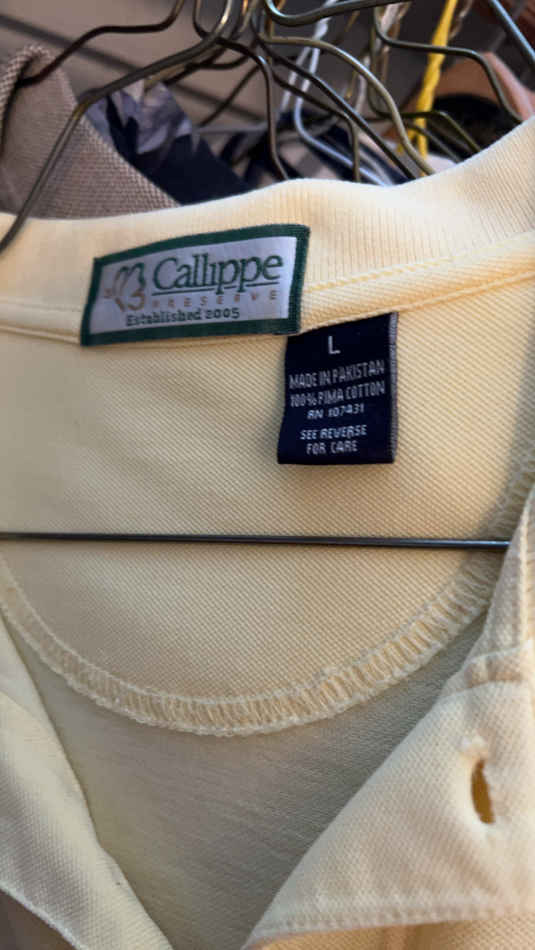 Callippe
PRESERVE
Established 2005
L
MADE IN PAKISTAN
100% PIMA COTTON
RN 107431
SEE REVERSE
FOR CARE